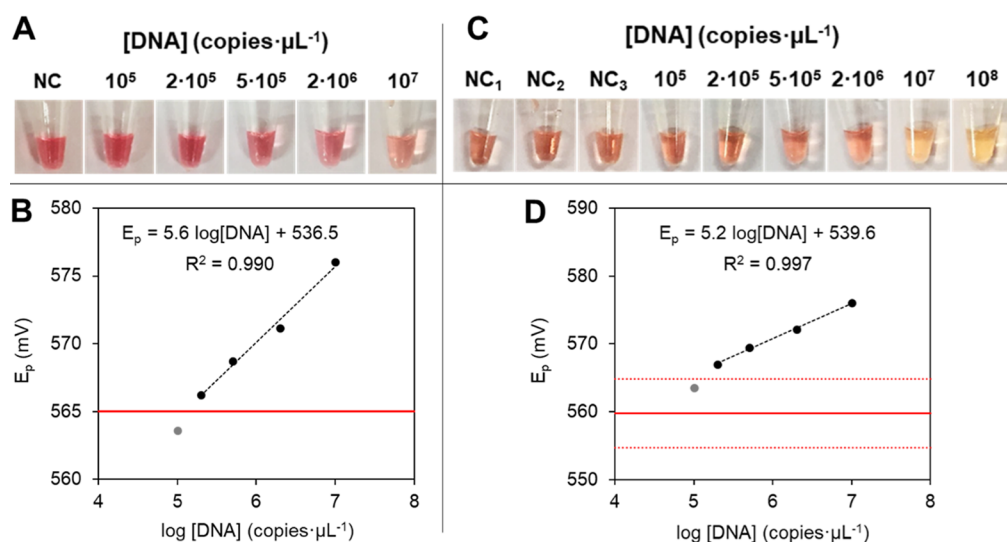 A
[DNA] (copies·µL⁻¹)
NC 10⁵ 2·10⁵ 5·10⁵ 2·10⁶ 10⁷
C
[DNA] (copies·µL⁻¹)
NC₁ NC₂ NC₃ 10⁵ 2·10⁵ 5·10⁵ 2·10⁶ 10⁷ 10⁸
B
Eₚ = 5.6 log[DNA] + 536.5
R² = 0.990
Eₚ (mV)
580
575
570
565
560
4 5 6 7 8
log [DNA] (copies·µL⁻¹)
D
Eₚ = 5.2 log[DNA] + 539.6
R² = 0.997
Eₚ (mV)
590
580
570
560
550
4 5 6 7 8
log [DNA] (copies·µL⁻¹)